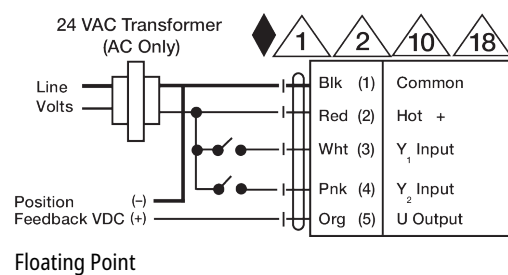 24 VAC Transformer
(AC Only)
1 2 10 18
Line
Volts
Blk (1) Common
Red (2) Hot +
Wht (3) Y1 Input
Pnk (4) Y2 Input
Org (5) U Output
Position (–)
Feedback VDC (+)
Floating Point